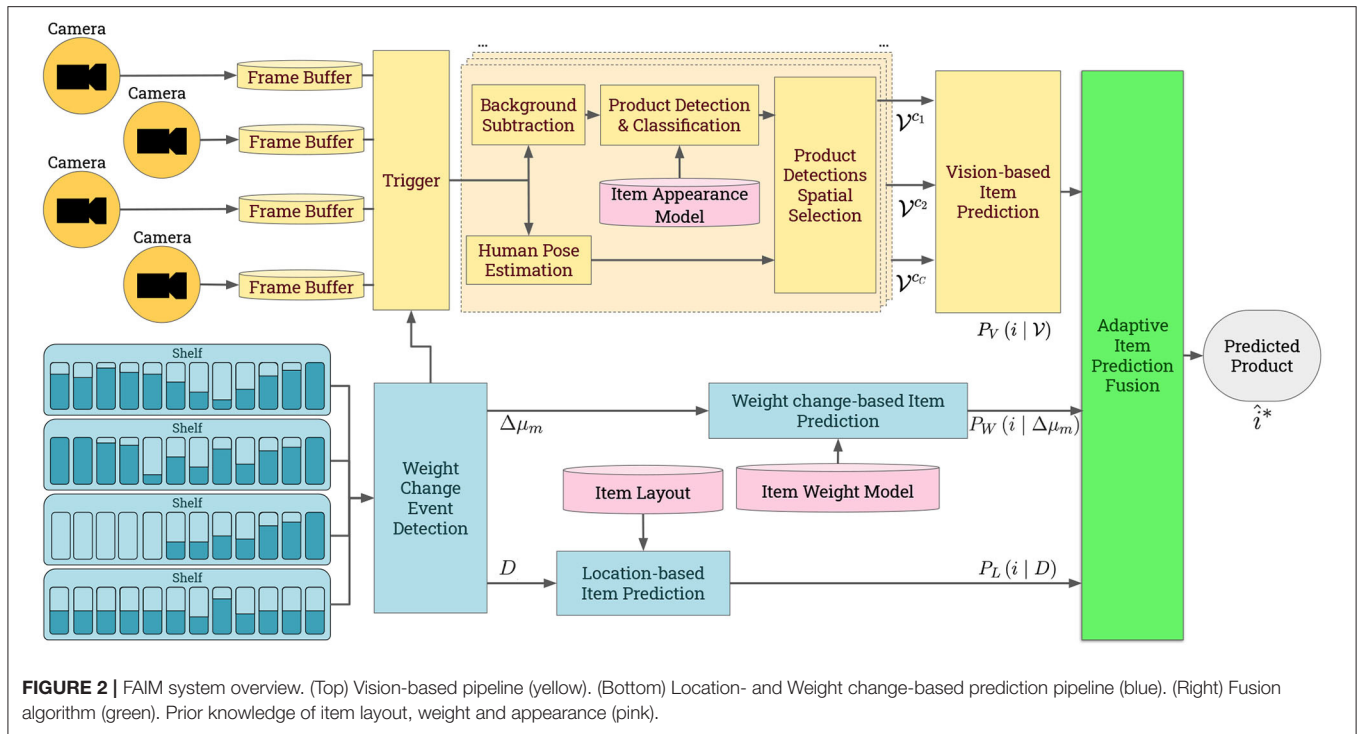 Camera
Frame Buffer
Camera
Frame Buffer
Camera
Frame Buffer
Camera
Frame Buffer
Trigger
...
...
Background
Subtraction
Product Detection
& Classification
Item Appearance
Model
Human Pose
Estimation
Product
Detections
Spatial
Selection
𝒱^{c_1}
𝒱^{c_2}
𝒱^{c_C}
Vision-based
Item
Prediction
P_V (i | 𝒱)
Shelf
Shelf
Shelf
Shelf
Weight
Change
Event
Detection
Δμ_m
Weight change-based Item
Prediction
P_W (i | Δμ_m)
Item Layout
Item Weight Model
D
Location-based
Item Prediction
P_L (i | D)
Adaptive
Item
Prediction
Fusion
Predicted
Product
î*
FIGURE 2 | FAIM system overview. (Top) Vision-based pipeline (yellow). (Bottom) Location- and Weight change-based prediction pipeline (blue). (Right) Fusion
algorithm (green). Prior knowledge of item layout, weight and appearance (pink).